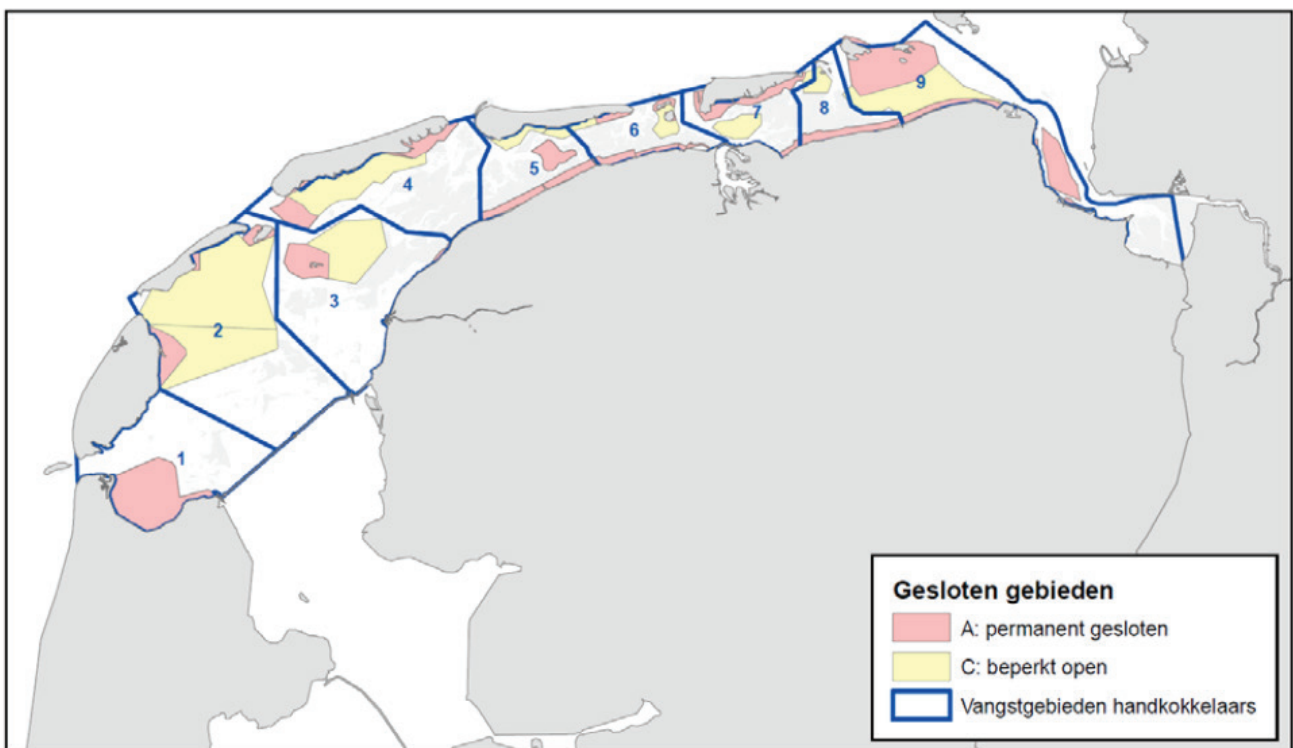 9
7
8
6
5
4
3
2
1
Gesloten gebieden
A: permanent gesloten
C: beperkt open
Vangstgebieden handkokkelaars